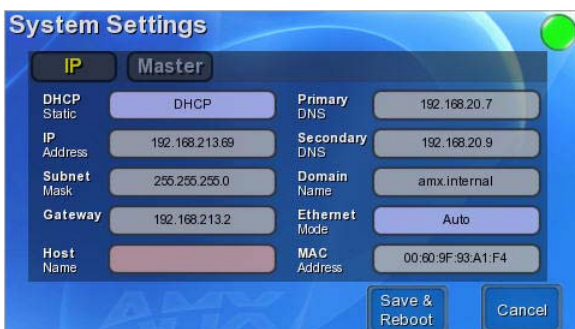 System Settings
IP Master
DHCP Static DHCP
Primary DNS 192.168.20.7
IP Address 192.168.213.69
Secondary DNS 192.168.20.9
Subnet Mask 255.255.255.0
Domain Name amx.internal
Gateway 192.168.213.2
Ethernet Mode Auto
Host Name
MAC Address 00:60:9F:93:A1:F4
AMX
Save & Reboot
Cancel